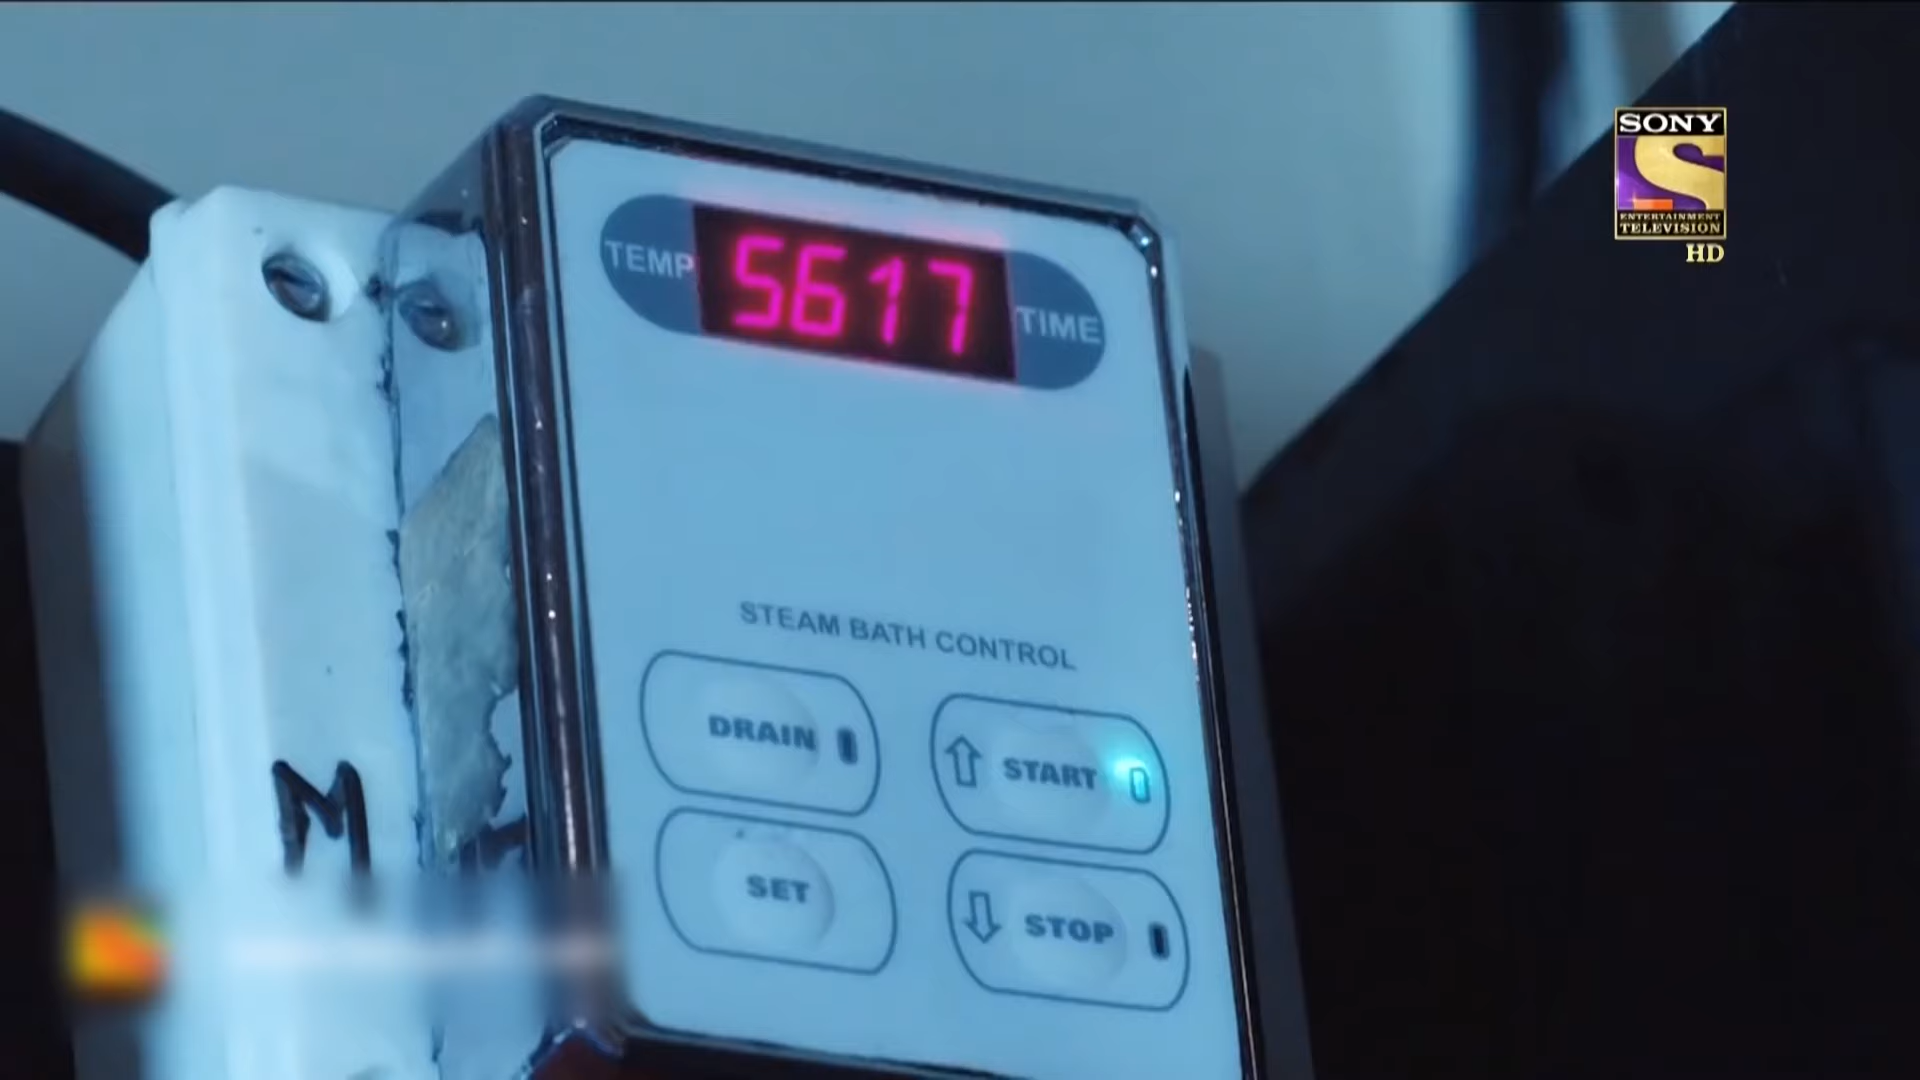 SONY
ENTERTAINMENT
TELEVISION
HD
TEMP 5617 TIME
STEAM BATH CONTROL
DRAIN
START
SET
STOP
M